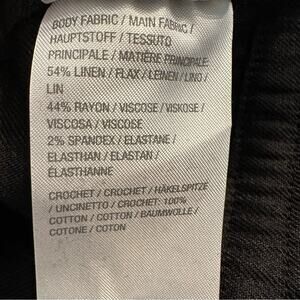 BODY FABRIC / MAIN FABRIC /
HAUPTSTOFF / TESSUTO
PRINCIPALE / MATIÈRE PRINCIPALE:
54% LINEN / FLAX / LEINEN / LINO /
LIN
44% RAYON / VISCOSE / VISKOSE /
VISCOSA / VISCOSE
2% SPANDEX / ELASTANE /
ELASTHAN / ELASTAN /
ÉLASTHANNE
CROCHET / CROCHET / HÄKELSPITZE
/ UNCINETTO / CROCHET: 100%
COTTON / COTTON / BAUMWOLLE /
COTONE / COTON